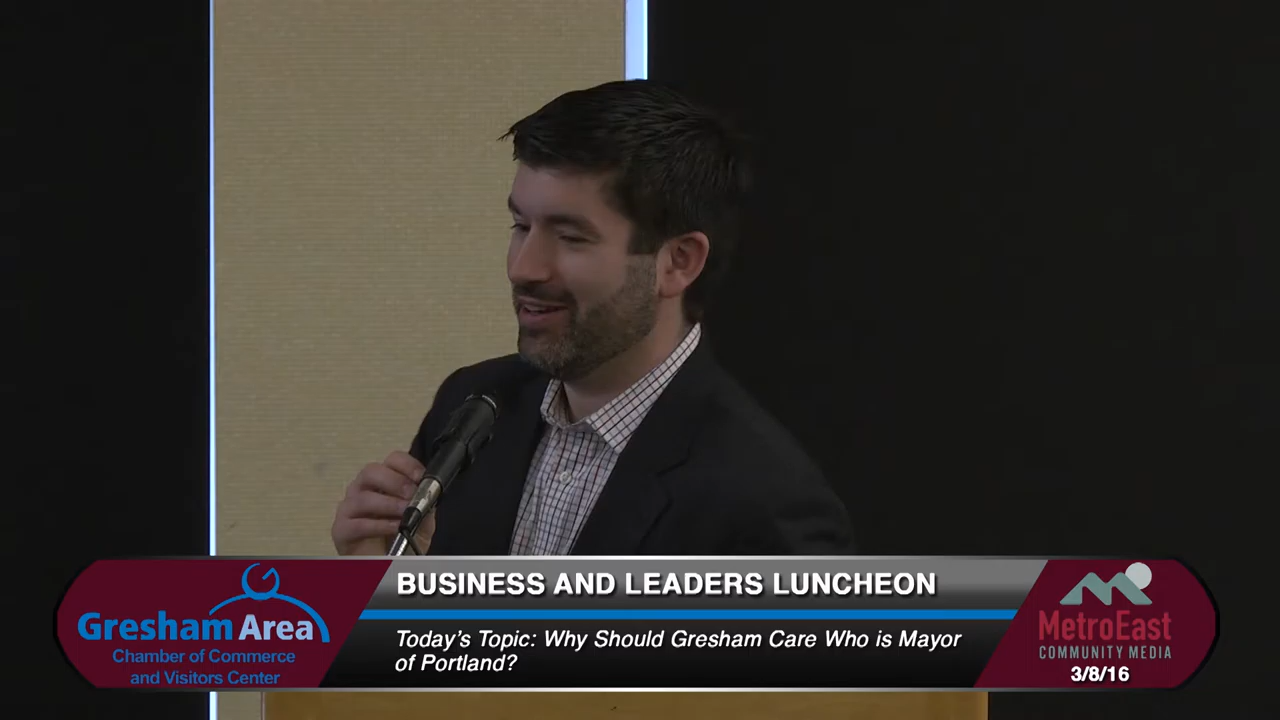 BUSINESS AND LEADERS LUNCHEON
Gresham Area
Chamber of Commerce
and Visitors Center
Today's Topic: Why Should Gresham Care Who is Mayor
of Portland?
MetroEast
COMMUNITY MEDIA
3/8/16